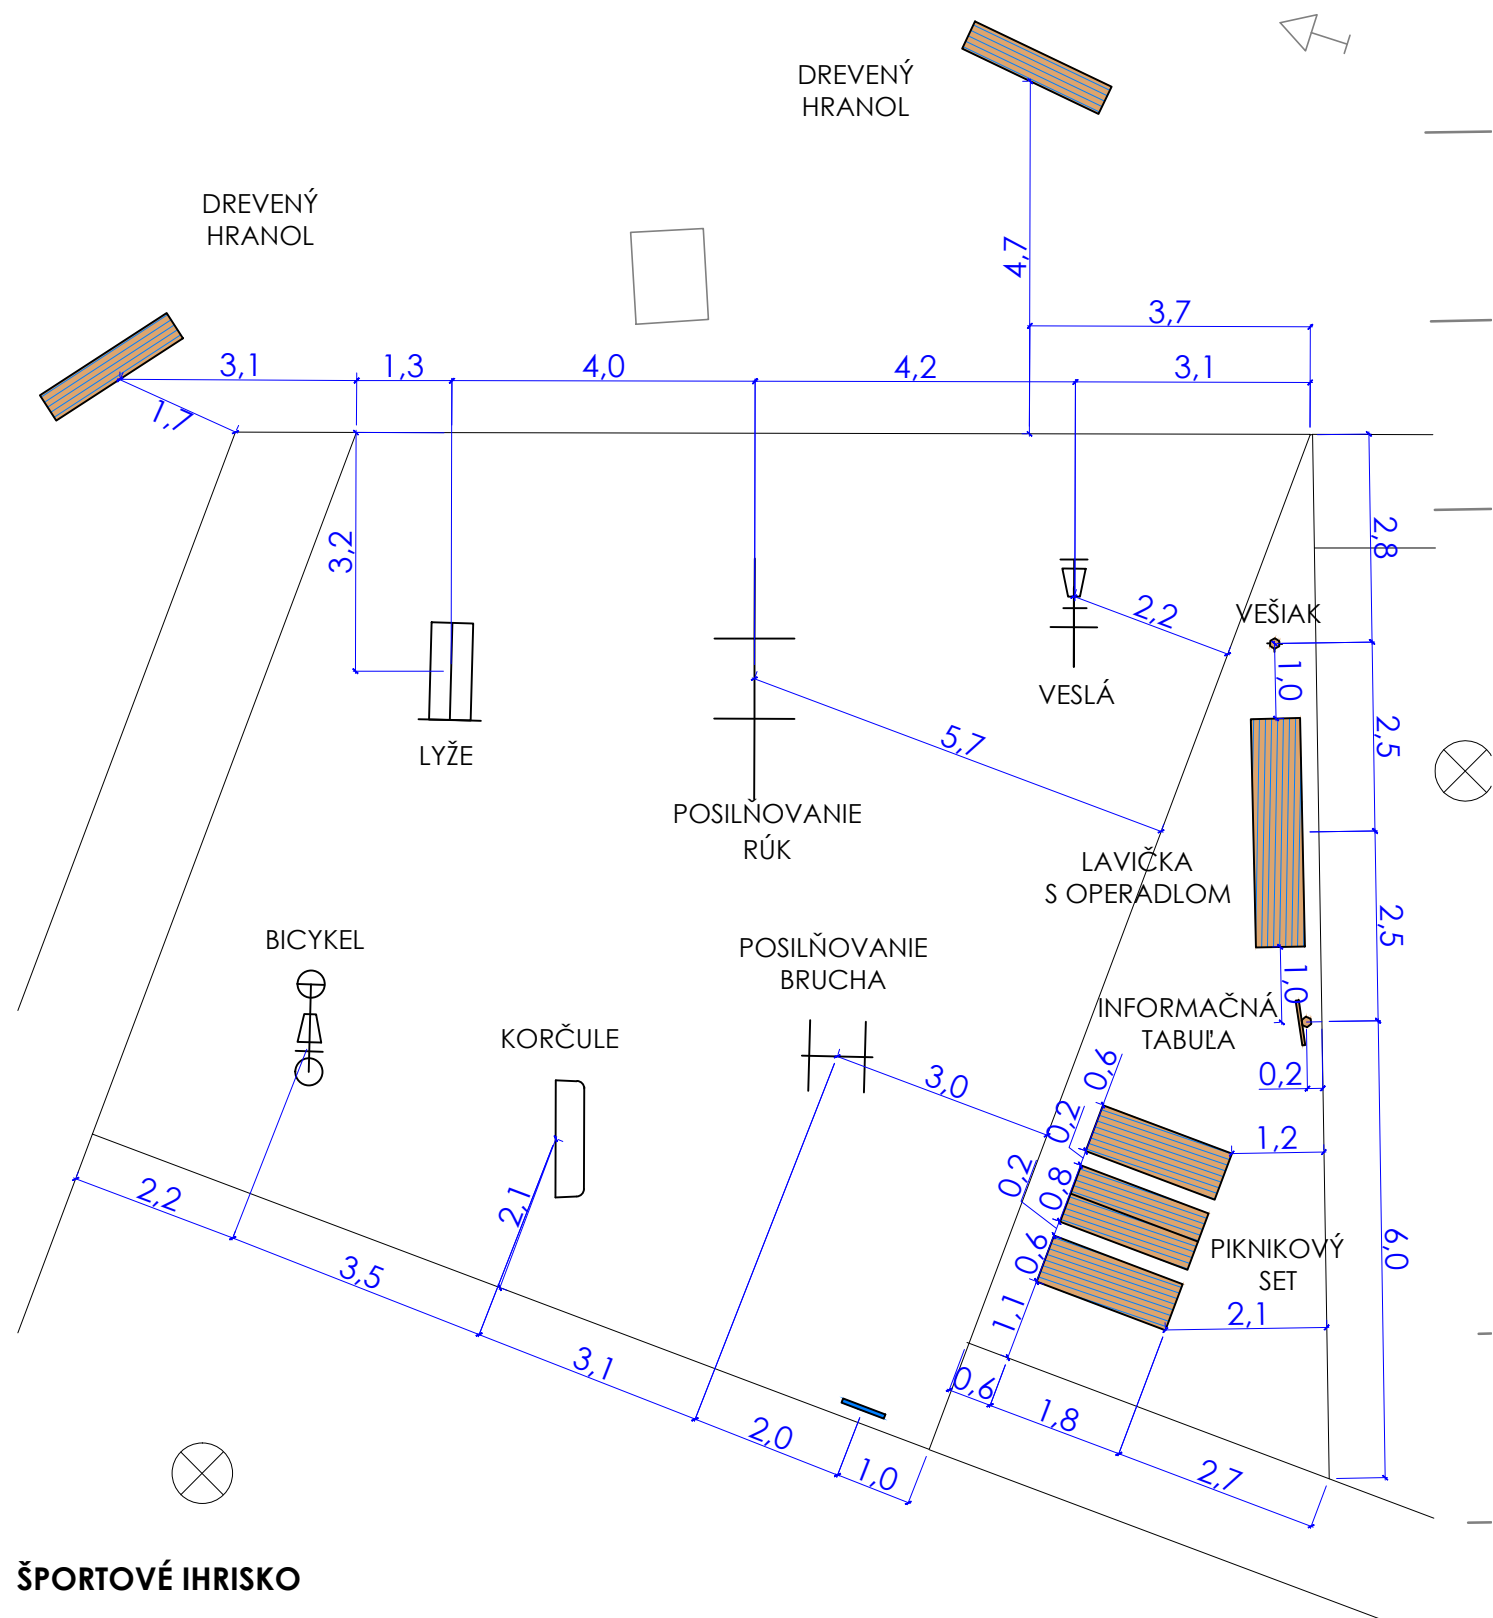 DREVENÝ
HRANOL
DREVENÝ
HRANOL
4,7
3,7
3,1
1,3
4,0
4,2
3,1
1,7
3,2
2,8
2,2
VEŠIAK
1,0
VESLÁ
LYŽE
5,7
2,5
POSILŇOVANIE
RÚK
LAVIČKA
S OPERADLOM
2,5
BICYKEL
POSILŇOVANIE
BRUCHA
1,0
INFORMAČNÁ
TABUĽA
KORČULE
3,0
0,6
0,2
0,2
1,2
0,2
0,8
2,2
2,1
0,6
PIKNIKOVÝ
SET
6,0
3,5
1,1
2,1
3,1
0,6
1,8
2,0
1,0
2,7
ŠPORTOVÉ IHRISKO